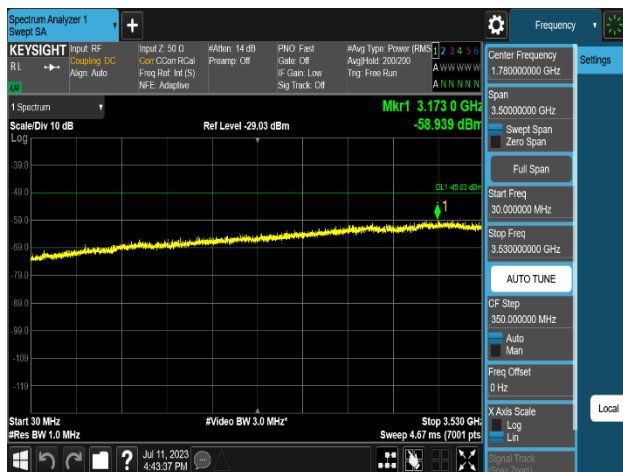 Spectrum Analyzer 1
Swept SA
+
Frequency
KEYSIGHT
RL
LXI
Input: RF
Coupling: DC
Align: Auto
Input Z: 50 Ω
Corr CCorr RCal
Freq Ref: Int (S)
NFE: Adaptive
#Atten: 14 dB
Preamp: Off
PNO: Fast
Gate: Off
IF Gain: Low
Sig Track: Off
#Avg Type: Power (RMS
Avg|Hold: 200/200
Trig: Free Run
1 2 3 4 5 6
A W W W W W
A N N N N N
1 Spectrum
Scale/Div 10 dB
Log
Ref Level -29.03 dBm
Mkr1 3.173 0 GHz
-58.939 dBm
-39.0
-49.0
-59.0
-69.0
-79.0
-89.0
-99.0
-109
-119
DL1 -49.03 dBm
1
Start 30 MHz
#Res BW 1.0 MHz
#Video BW 3.0 MHz*
Stop 3.530 GHz
Sweep 4.67 ms (7001 pts
Center Frequency
1.780000000 GHz
Settings
Span
3.50000000 GHz
Swept Span
Zero Span
Full Span
Start Freq
30.000000 MHz
Stop Freq
3.530000000 GHz
AUTO TUNE
CF Step
350.000000 MHz
Auto
Man
Freq Offset
0 Hz
X Axis Scale
Log
Lin
Local
Signal Track
(Span Zoom)
?
Jul 11, 2023
4:43:37 PM